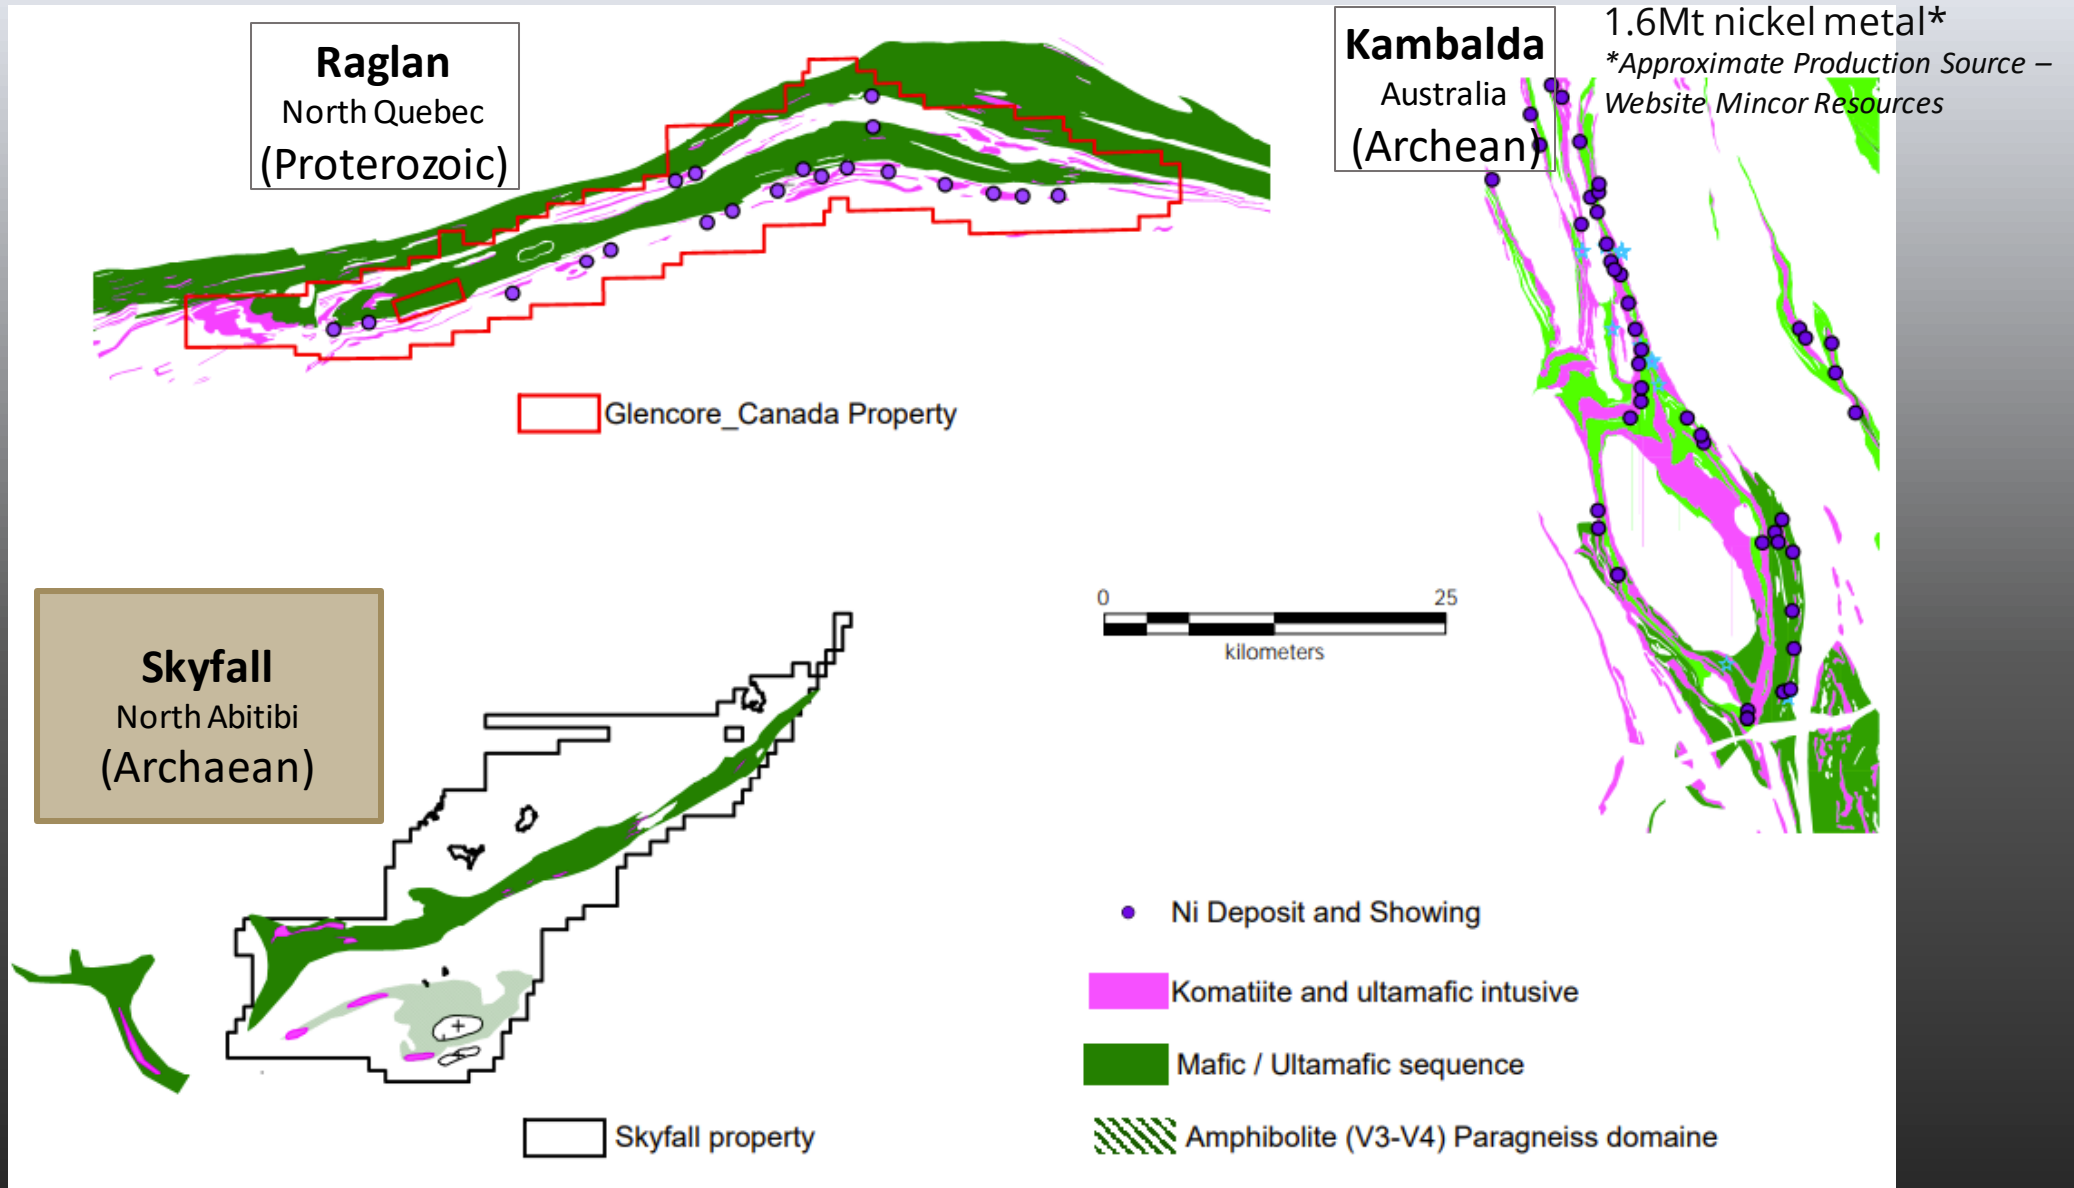 Raglan
North Quebec
(Proterozoic)
Kambalda
Australia
(Archean)
1.6Mt nickel metal*
*Approximate Production Source –
Website Mincor Resources
Glencore_Canada Property
Skyfall
North Abitibi
(Archaean)
0 25
kilometers
Ni Deposit and Showing
Komatiite and ultamafic intusive
Mafic / Ultamafic sequence
Amphibolite (V3-V4) Paragneiss domaine
Skyfall property